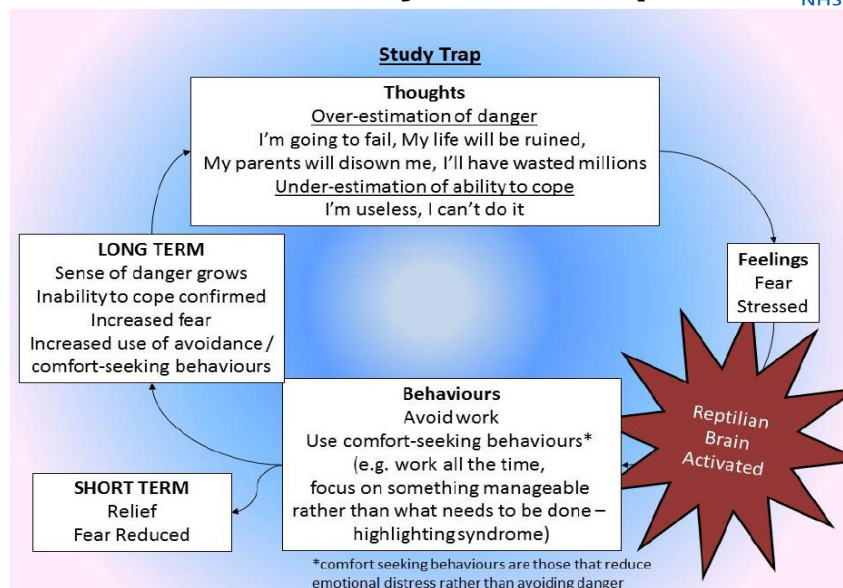 NHS
Study Trap
Thoughts
Over-estimation of danger
I'm going to fail, My life will be ruined,
My parents will disown me, I'll have wasted millions
Under-estimation of ability to cope
I'm useless, I can't do it
Feelings
Fear
Stressed
Reptilian
Brain
Activated
Behaviours
Avoid work
Use comfort-seeking behaviours*
(e.g. work all the time,
focus on something manageable
rather than what needs to be done –
highlighting syndrome)
SHORT TERM
Relief
Fear Reduced
LONG TERM
Sense of danger grows
Inability to cope confirmed
Increased fear
Increased use of avoidance /
comfort-seeking behaviours
*comfort seeking behaviours are those that reduce
emotional distress rather than avoiding danger